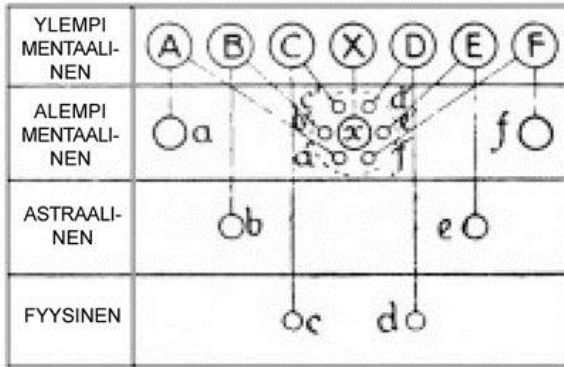 YLEMPI
MENTAALI-
NEN
A B C X D E F
ALEMPI
MENTAALI-
NEN
c' d'
b' x e'
a f
a f
ASTRAALI-
NEN
b e
FYYSINEN
c d